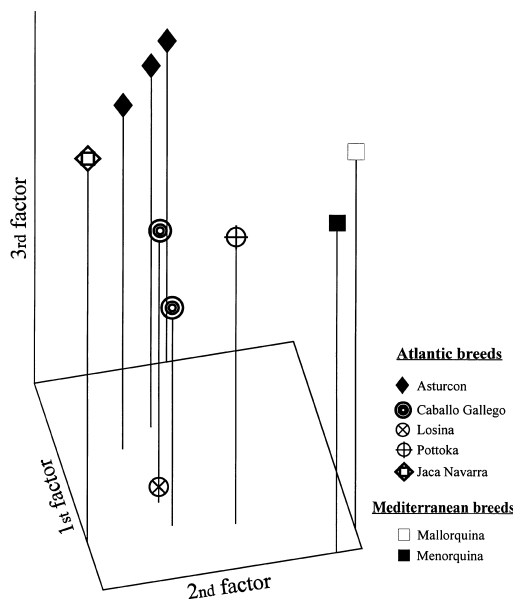 3rd factor
1st factor
2nd factor
Atlantic breeds
Asturcon
Caballo Gallego
Losina
Pottoka
Jaca Navarra
Mediterranean breeds
Mallorquina
Menorquina